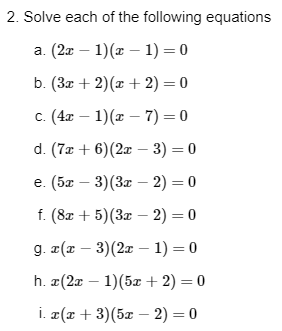 2. Solve each of the following equations
a. (2x − 1)(x − 1) = 0
b. (3x + 2)(x + 2) = 0
c. (4x − 1)(x − 7) = 0
d. (7x + 6)(2x − 3) = 0
e. (5x − 3)(3x − 2) = 0
f. (8x + 5)(3x − 2) = 0
g. x(x − 3)(2x − 1) = 0
h. x(2x − 1)(5x + 2) = 0
i. x(x + 3)(5x − 2) = 0